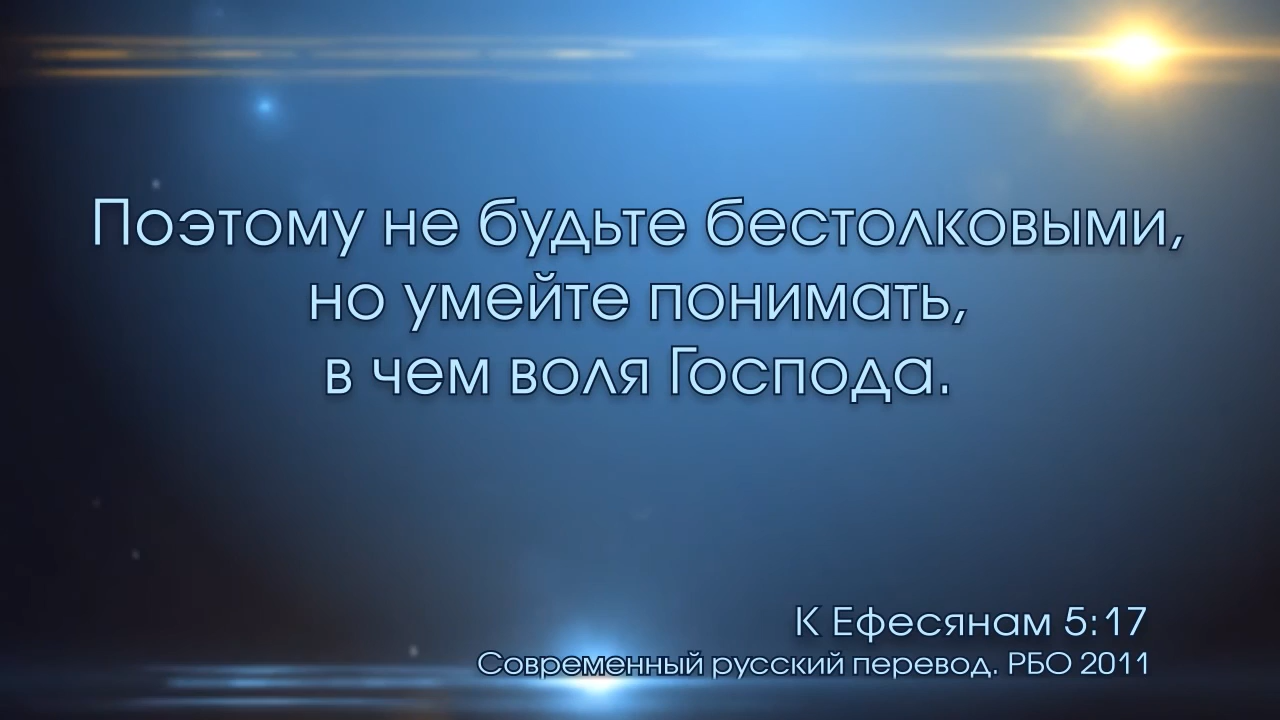 Поэтому не будьте бестолковыми,
но умейте понимать,
в чем воля Господа.
К Ефесянам 5:17
Современный русский перевод. РБО 2011